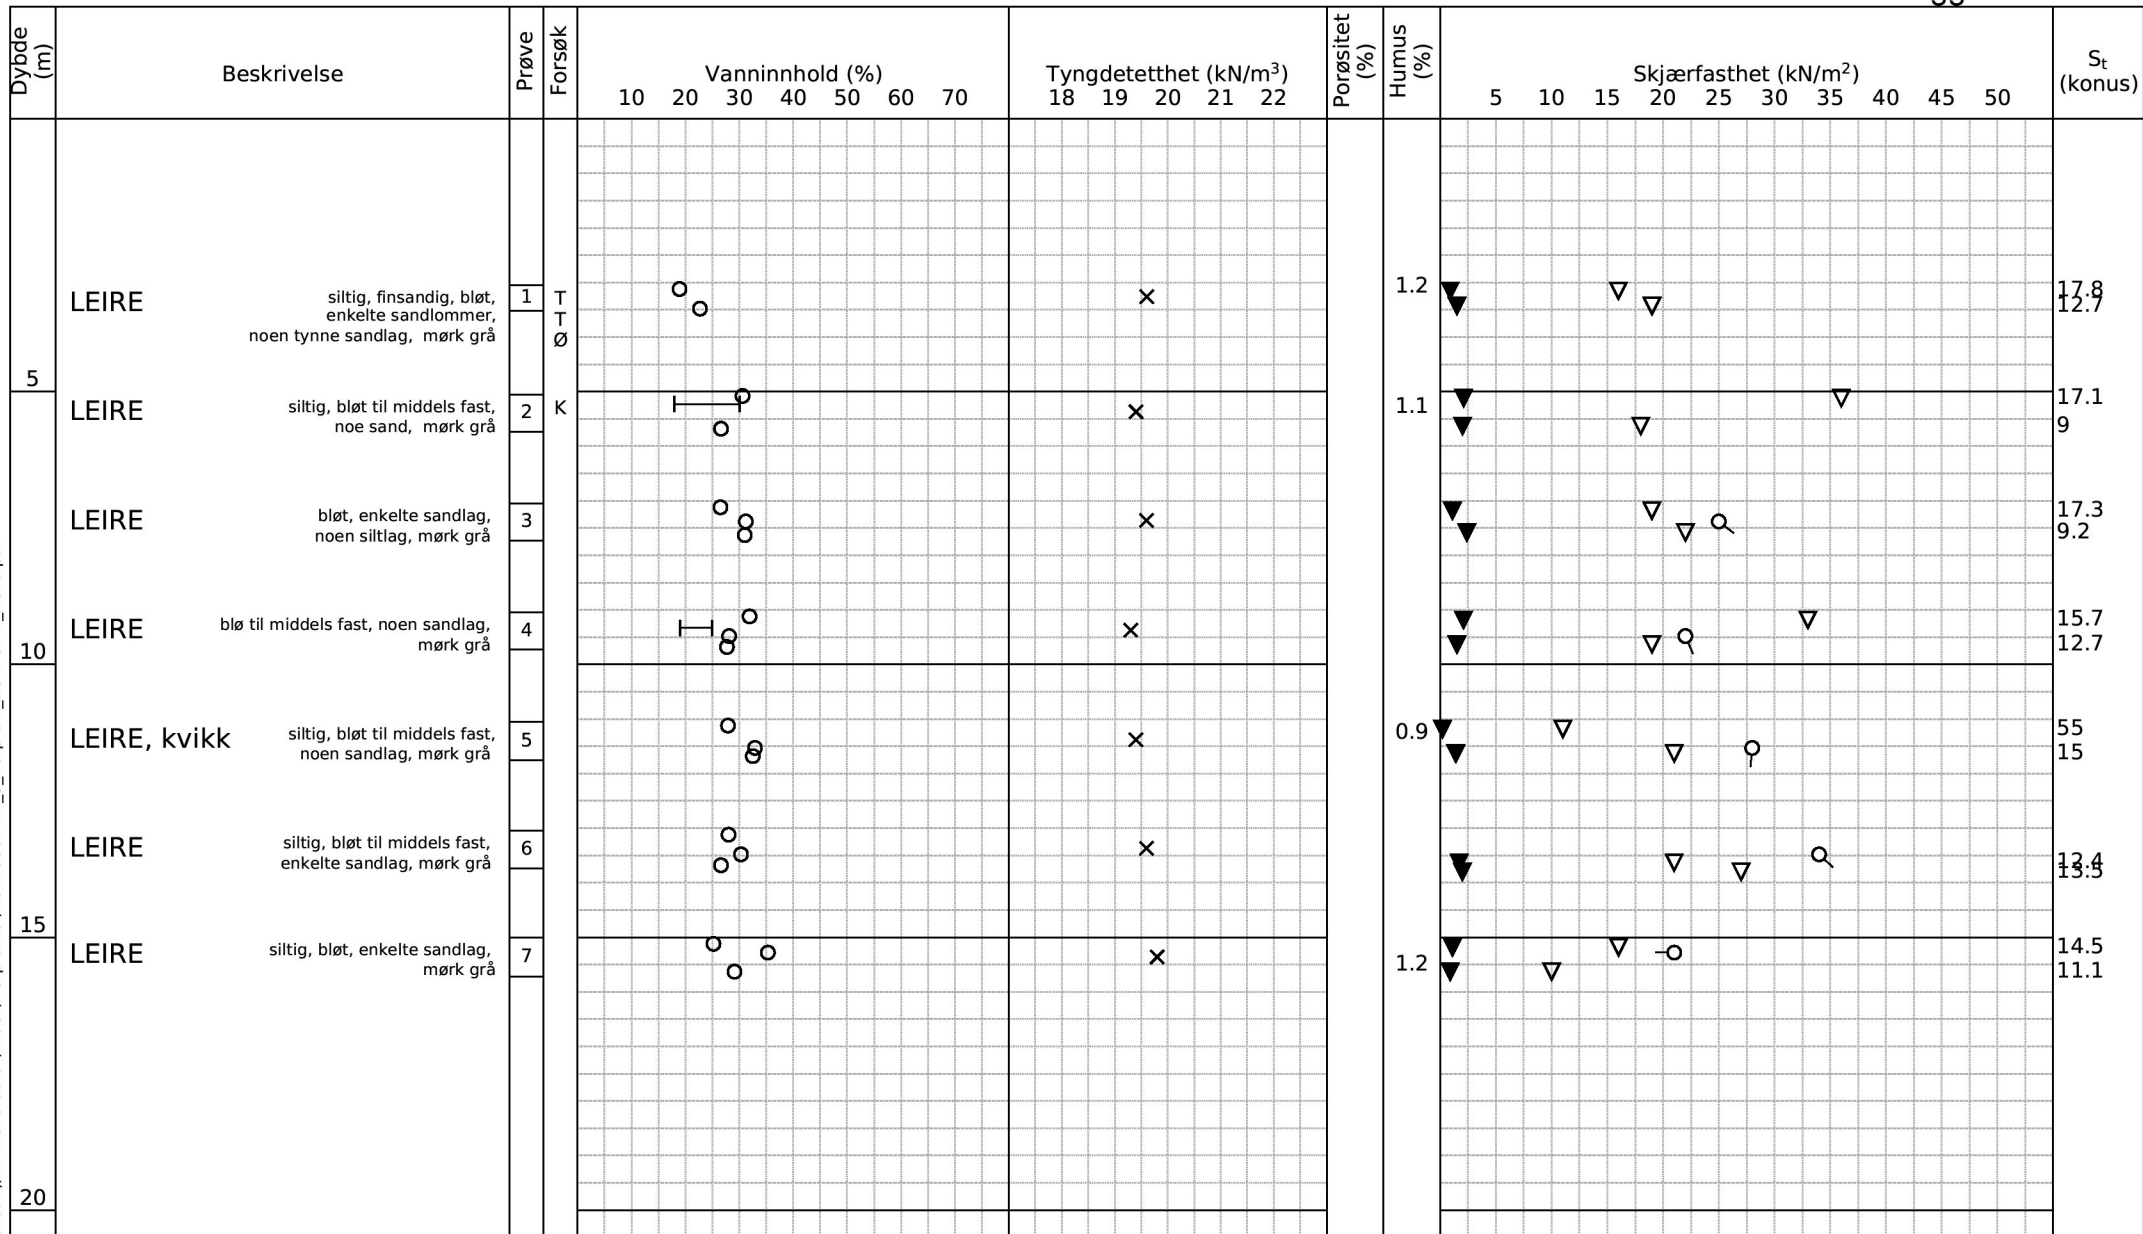 Dybde (m)
Beskrivelse
Prøve
Forsøk
Vanninnhold (%)
10 20 30 40 50 60 70
Tyngdetetthet (kN/m³)
18 19 20 21 22
Porøsitet (%)
Humus (%)
Skjærfasthet (kN/m²)
5 10 15 20 25 30 35 40 45 50
Sₜ
(konus)
LEIRE
siltig, finsandig, bløt,
enkelte sandlommer,
noen tynne sandlag, mørk grå
1
T
T
Ø
1.2
17.8
12.7
5
LEIRE
siltig, bløt til middels fast,
noe sand, mørk grå
2
K
1.1
17.1
9
LEIRE
bløt, enkelte sandlag,
noen siltlag, mørk grå
3
17.3
9.2
LEIRE
blø til middels fast, noen sandlag,
mørk grå
4
15.7
12.7
10
LEIRE, kvikk
siltig, bløt til middels fast,
noen sandlag, mørk grå
5
0.9
55
15
LEIRE
siltig, bløt til middels fast,
enkelte sandlag, mørk grå
6
13.5
15
LEIRE
siltig, bløt, enkelte sandlag,
mørk grå
7
1.2
14.5
11.1
20